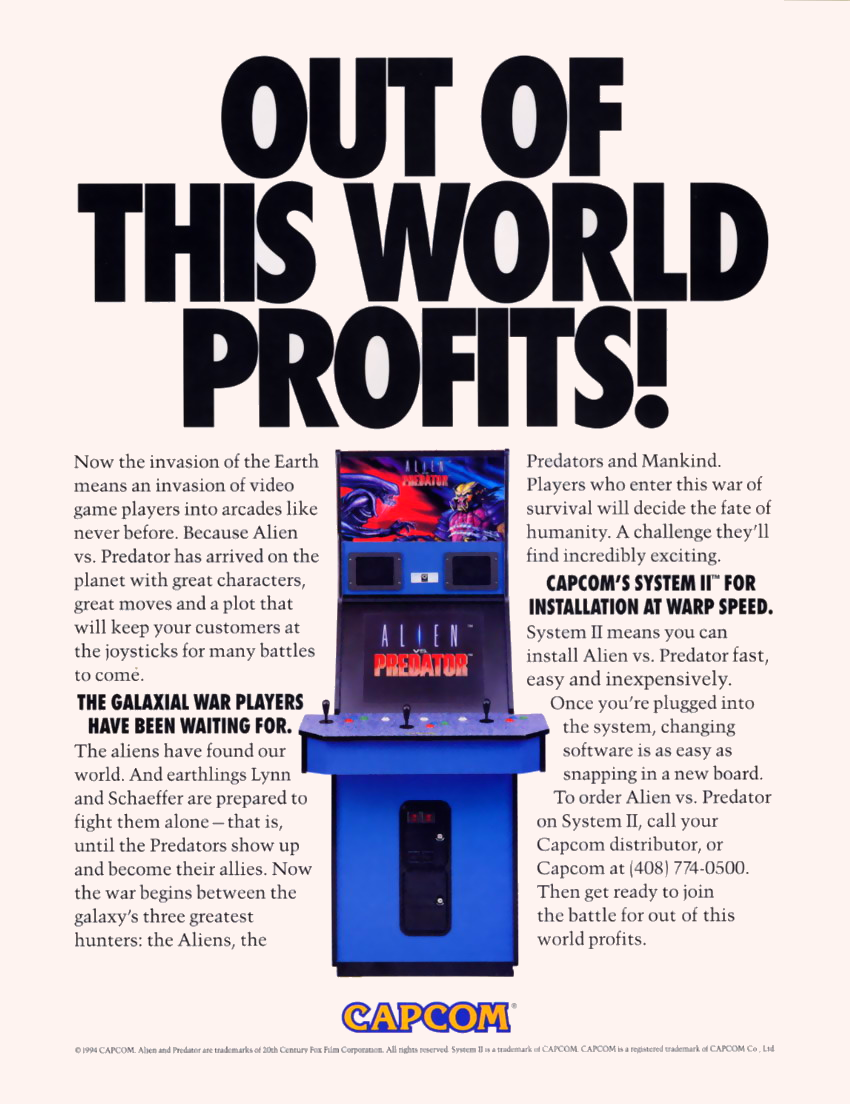 OUT OF
THIS WORLD
PROFITS!
Now the invasion of the Earth
means an invasion of video
game players into arcades like
never before. Because Alien
vs. Predator has arrived on the
planet with great characters,
great moves and a plot that
will keep your customers at
the joysticks for many battles
to come.
THE GALAXIAL WAR PLAYERS
HAVE BEEN WAITING FOR.
The aliens have found our
world. And earthlings Lynn
and Schaeffer are prepared to
fight them alone – that is,
until the Predators show up
and become their allies. Now
the war begins between the
galaxy's three greatest
hunters: the Aliens, the
ALIEN
VS.
PREDATOR
ALIEN™
VS.
PREDATOR™
Predators and Mankind.
Players who enter this war of
survival will decide the fate of
humanity. A challenge they'll
find incredibly exciting.
CAPCOM'S SYSTEM II™ FOR
INSTALLATION AT WARP SPEED.
System II means you can
install Alien vs. Predator fast,
easy and inexpensively.
Once you're plugged into
the system, changing
software is as easy as
snapping in a new board.
To order Alien vs. Predator
on System II, call your
Capcom distributor, or
Capcom at (408) 774-0500.
Then get ready to join
the battle for out of this
world profits.
CAPCOM®
© 1994 CAPCOM. Alien and Predator are trademarks of 20th Century Fox Film Corporation. All rights reserved. System II is a trademark of CAPCOM. CAPCOM is a registered trademark of CAPCOM Co., Ltd.